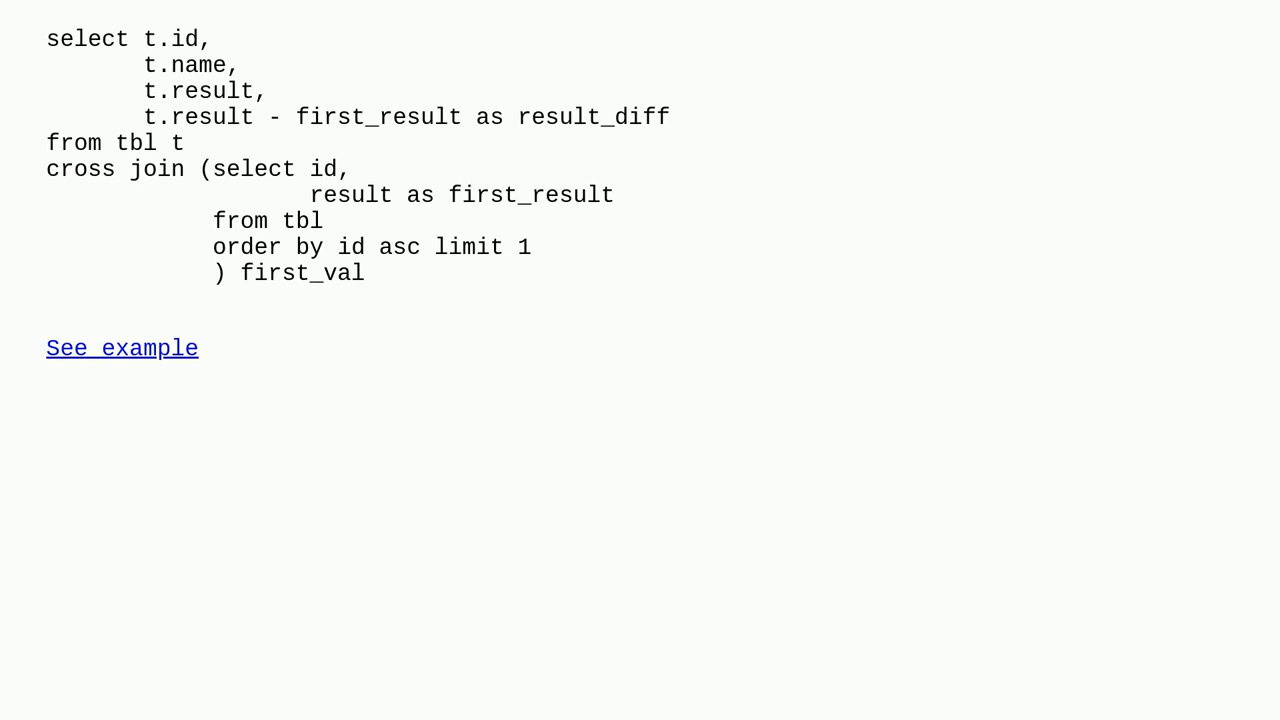 select t.id,
       t.name,
       t.result,
       t.result - first_result as result_diff
from tbl t
cross join (select id,
                   result as first_result
            from tbl
            order by id asc limit 1
            ) first_val
See example